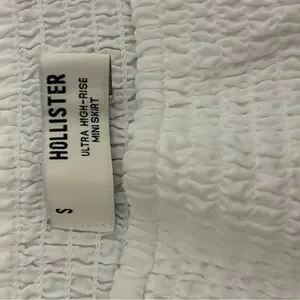 HOLLISTER
ULTRA HIGH-RISE
MINI SKIRT
S